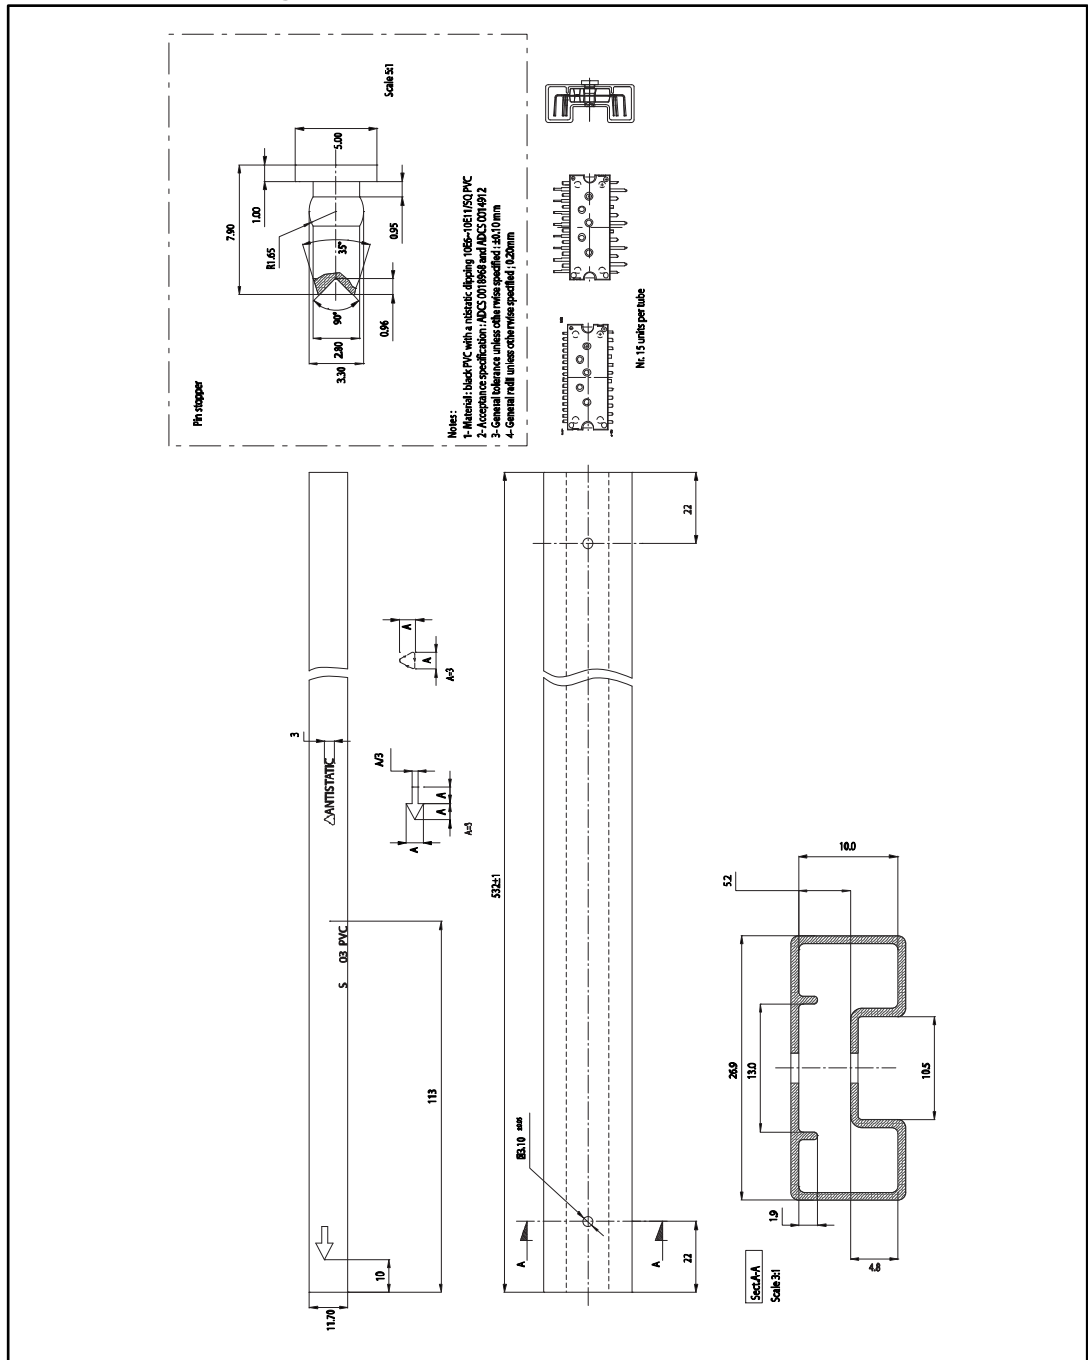 Pin stopper
Scale 5:1
7.90
1.00
5.00
R1.65
35°
0.95
90°
0.96
2.80
3.30
Notes:
1- Material : black PVC with a ntistatic dipping 10E6~10E11/SQ PVC
2- Acceptance specification : ADCS 0018968 and ADCS 0014912
3- General tolerance unless otherwise specified : ±0.10 mm
4- General radii unless otherwise specified : 0.20mm
Nr. 15 units per tube
3
ANTISTATIC
S 03 PVC
113
10
11.70
A
A
A=3
A/3
A
A
A
A=3
532±1
22
22
3.10 ±0.05
A
A
10.0
5.2
26.9
13.0
10.5
1.9
4.8
Sect.A-A
Scale 3:1